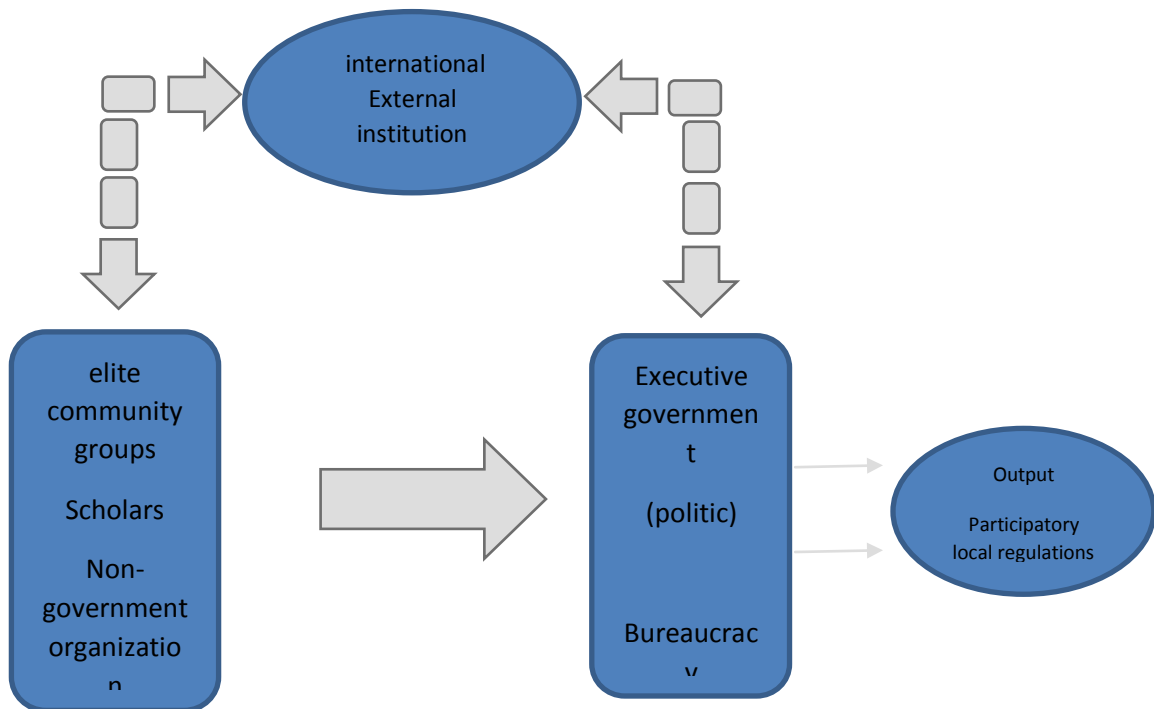 international
External
institution
elite
community
groups
Scholars
Non-
government
organizatio
n
Executive
governmen
t
(politic)
Bureaucrac
y
Output
Participatory
local regulations